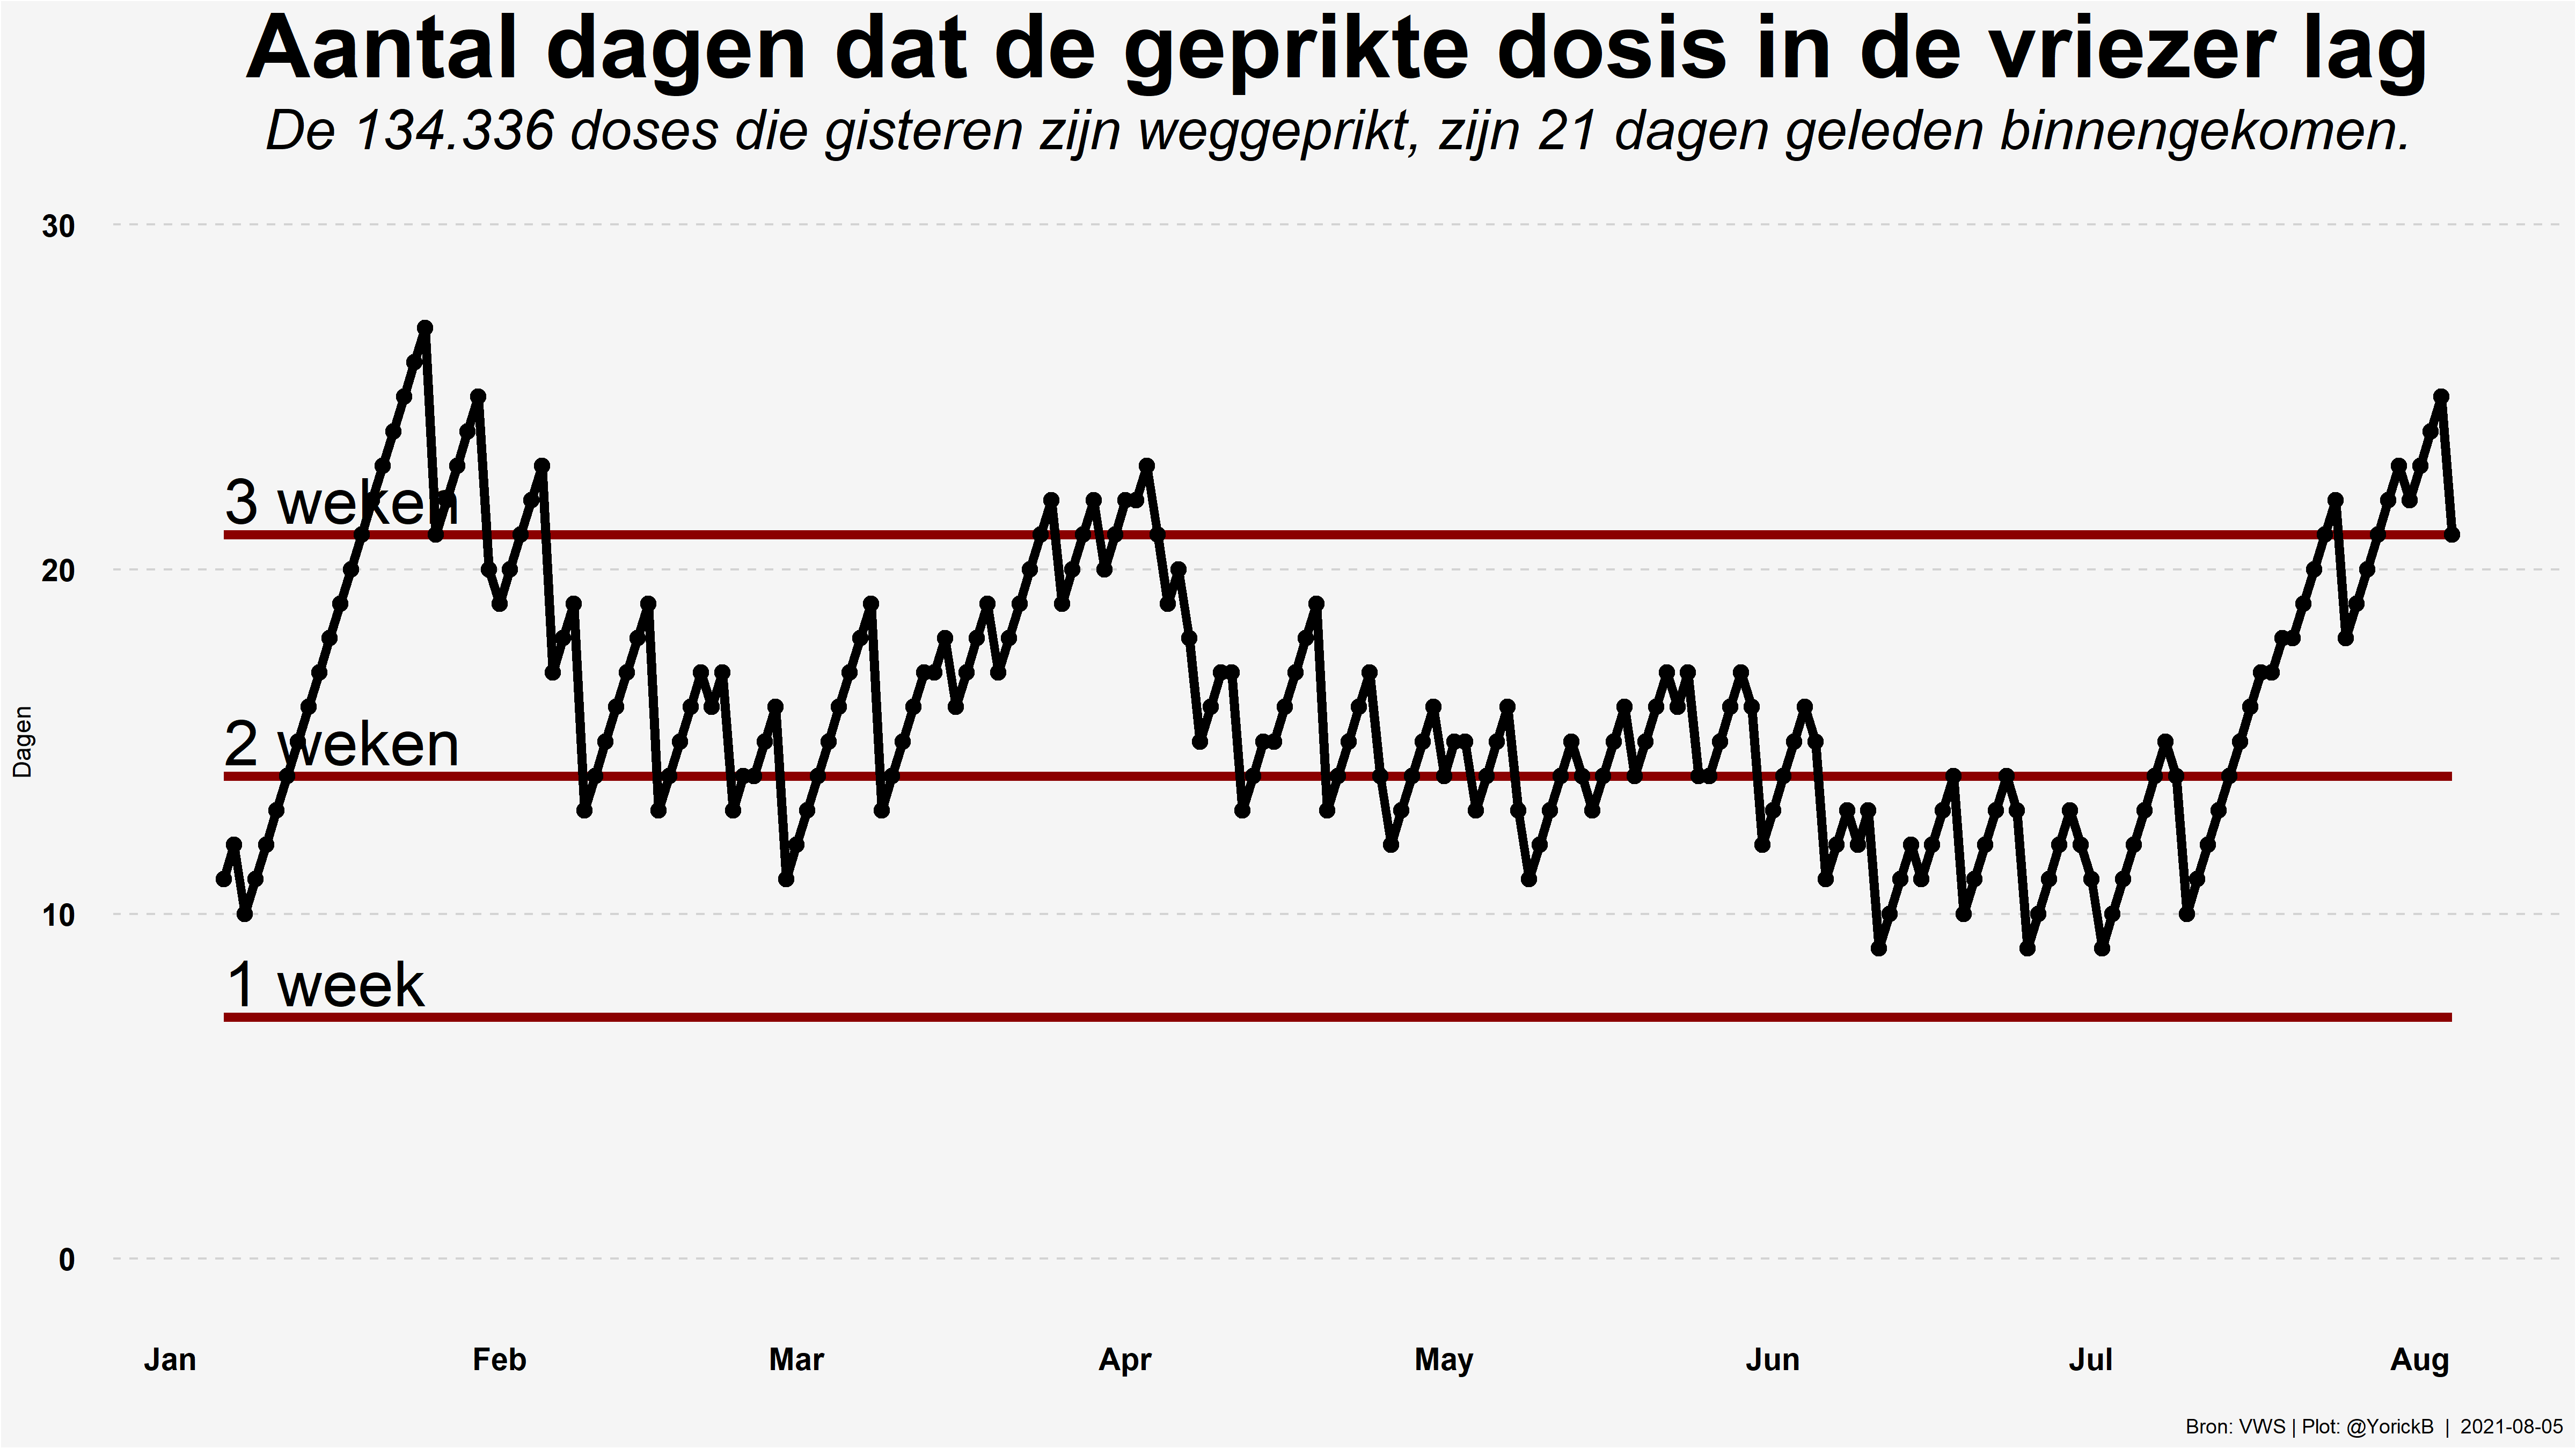 Aantal dagen dat de geprikte dosis in de vriezer lag
De 134.336 doses die gisteren zijn weggeprikt, zijn 21 dagen geleden binnengekomen.
30
3 weken
20
2 weken
Dagen
10
1 week
0
Jan Feb Mar Apr May Jun Jul Aug
Bron: VWS | Plot: @YorickB | 2021-08-05